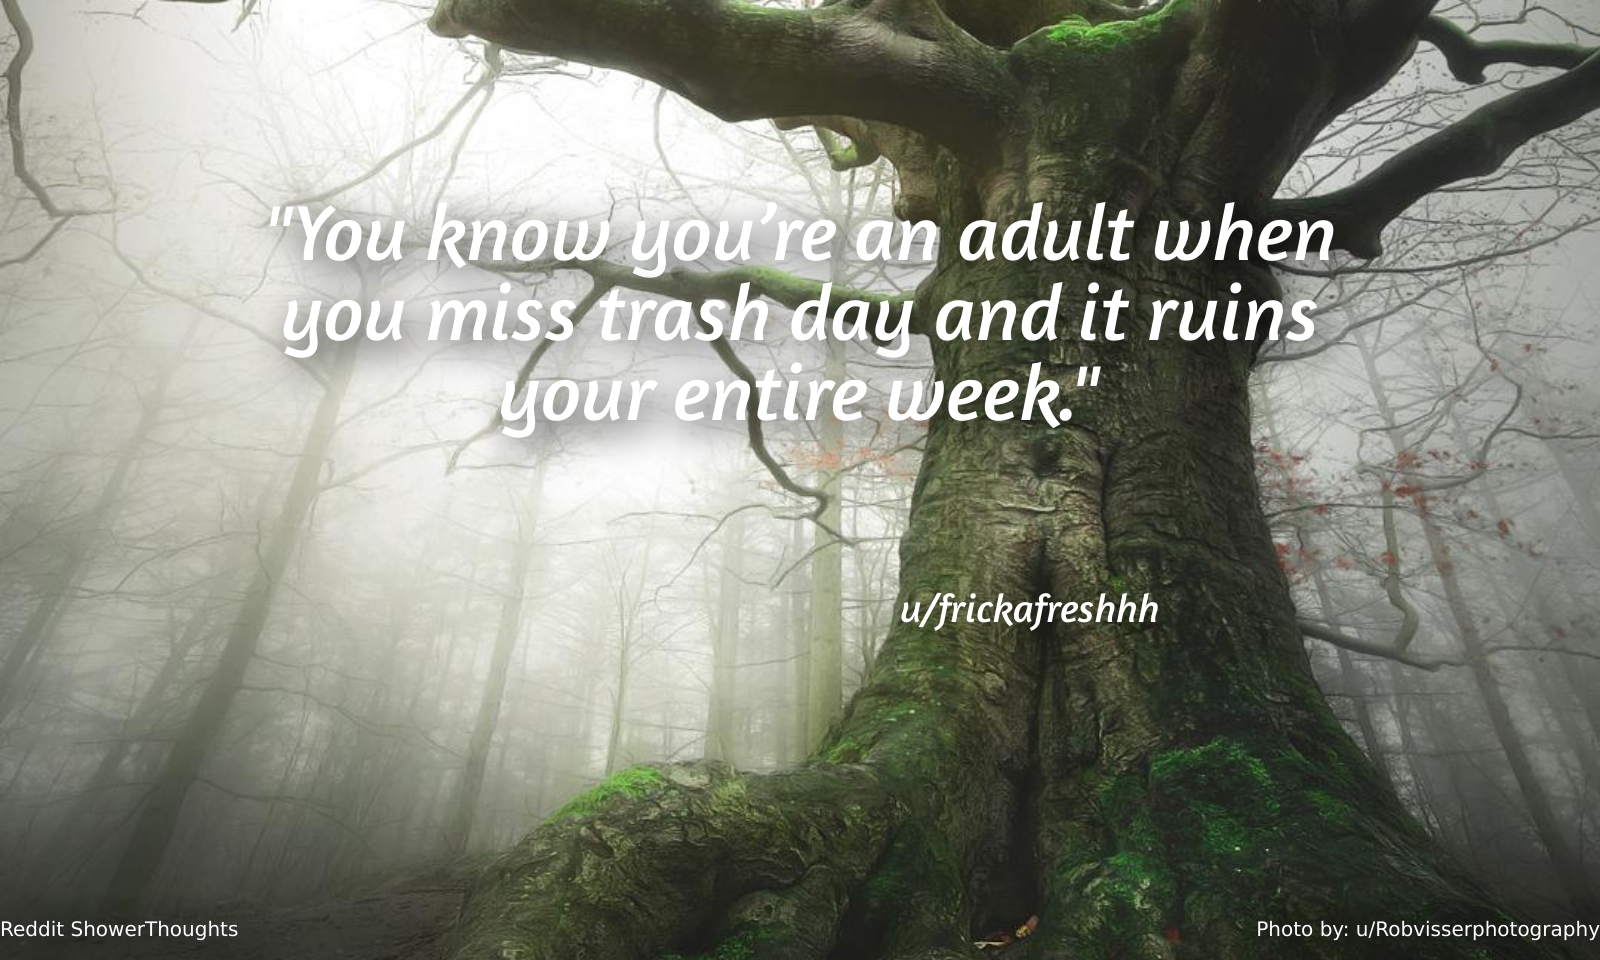 "You know you’re an adult when
you miss trash day and it ruins
your entire week."
u/frickafreshhh
Reddit ShowerThoughts
Photo by: u/Robvisserphotography